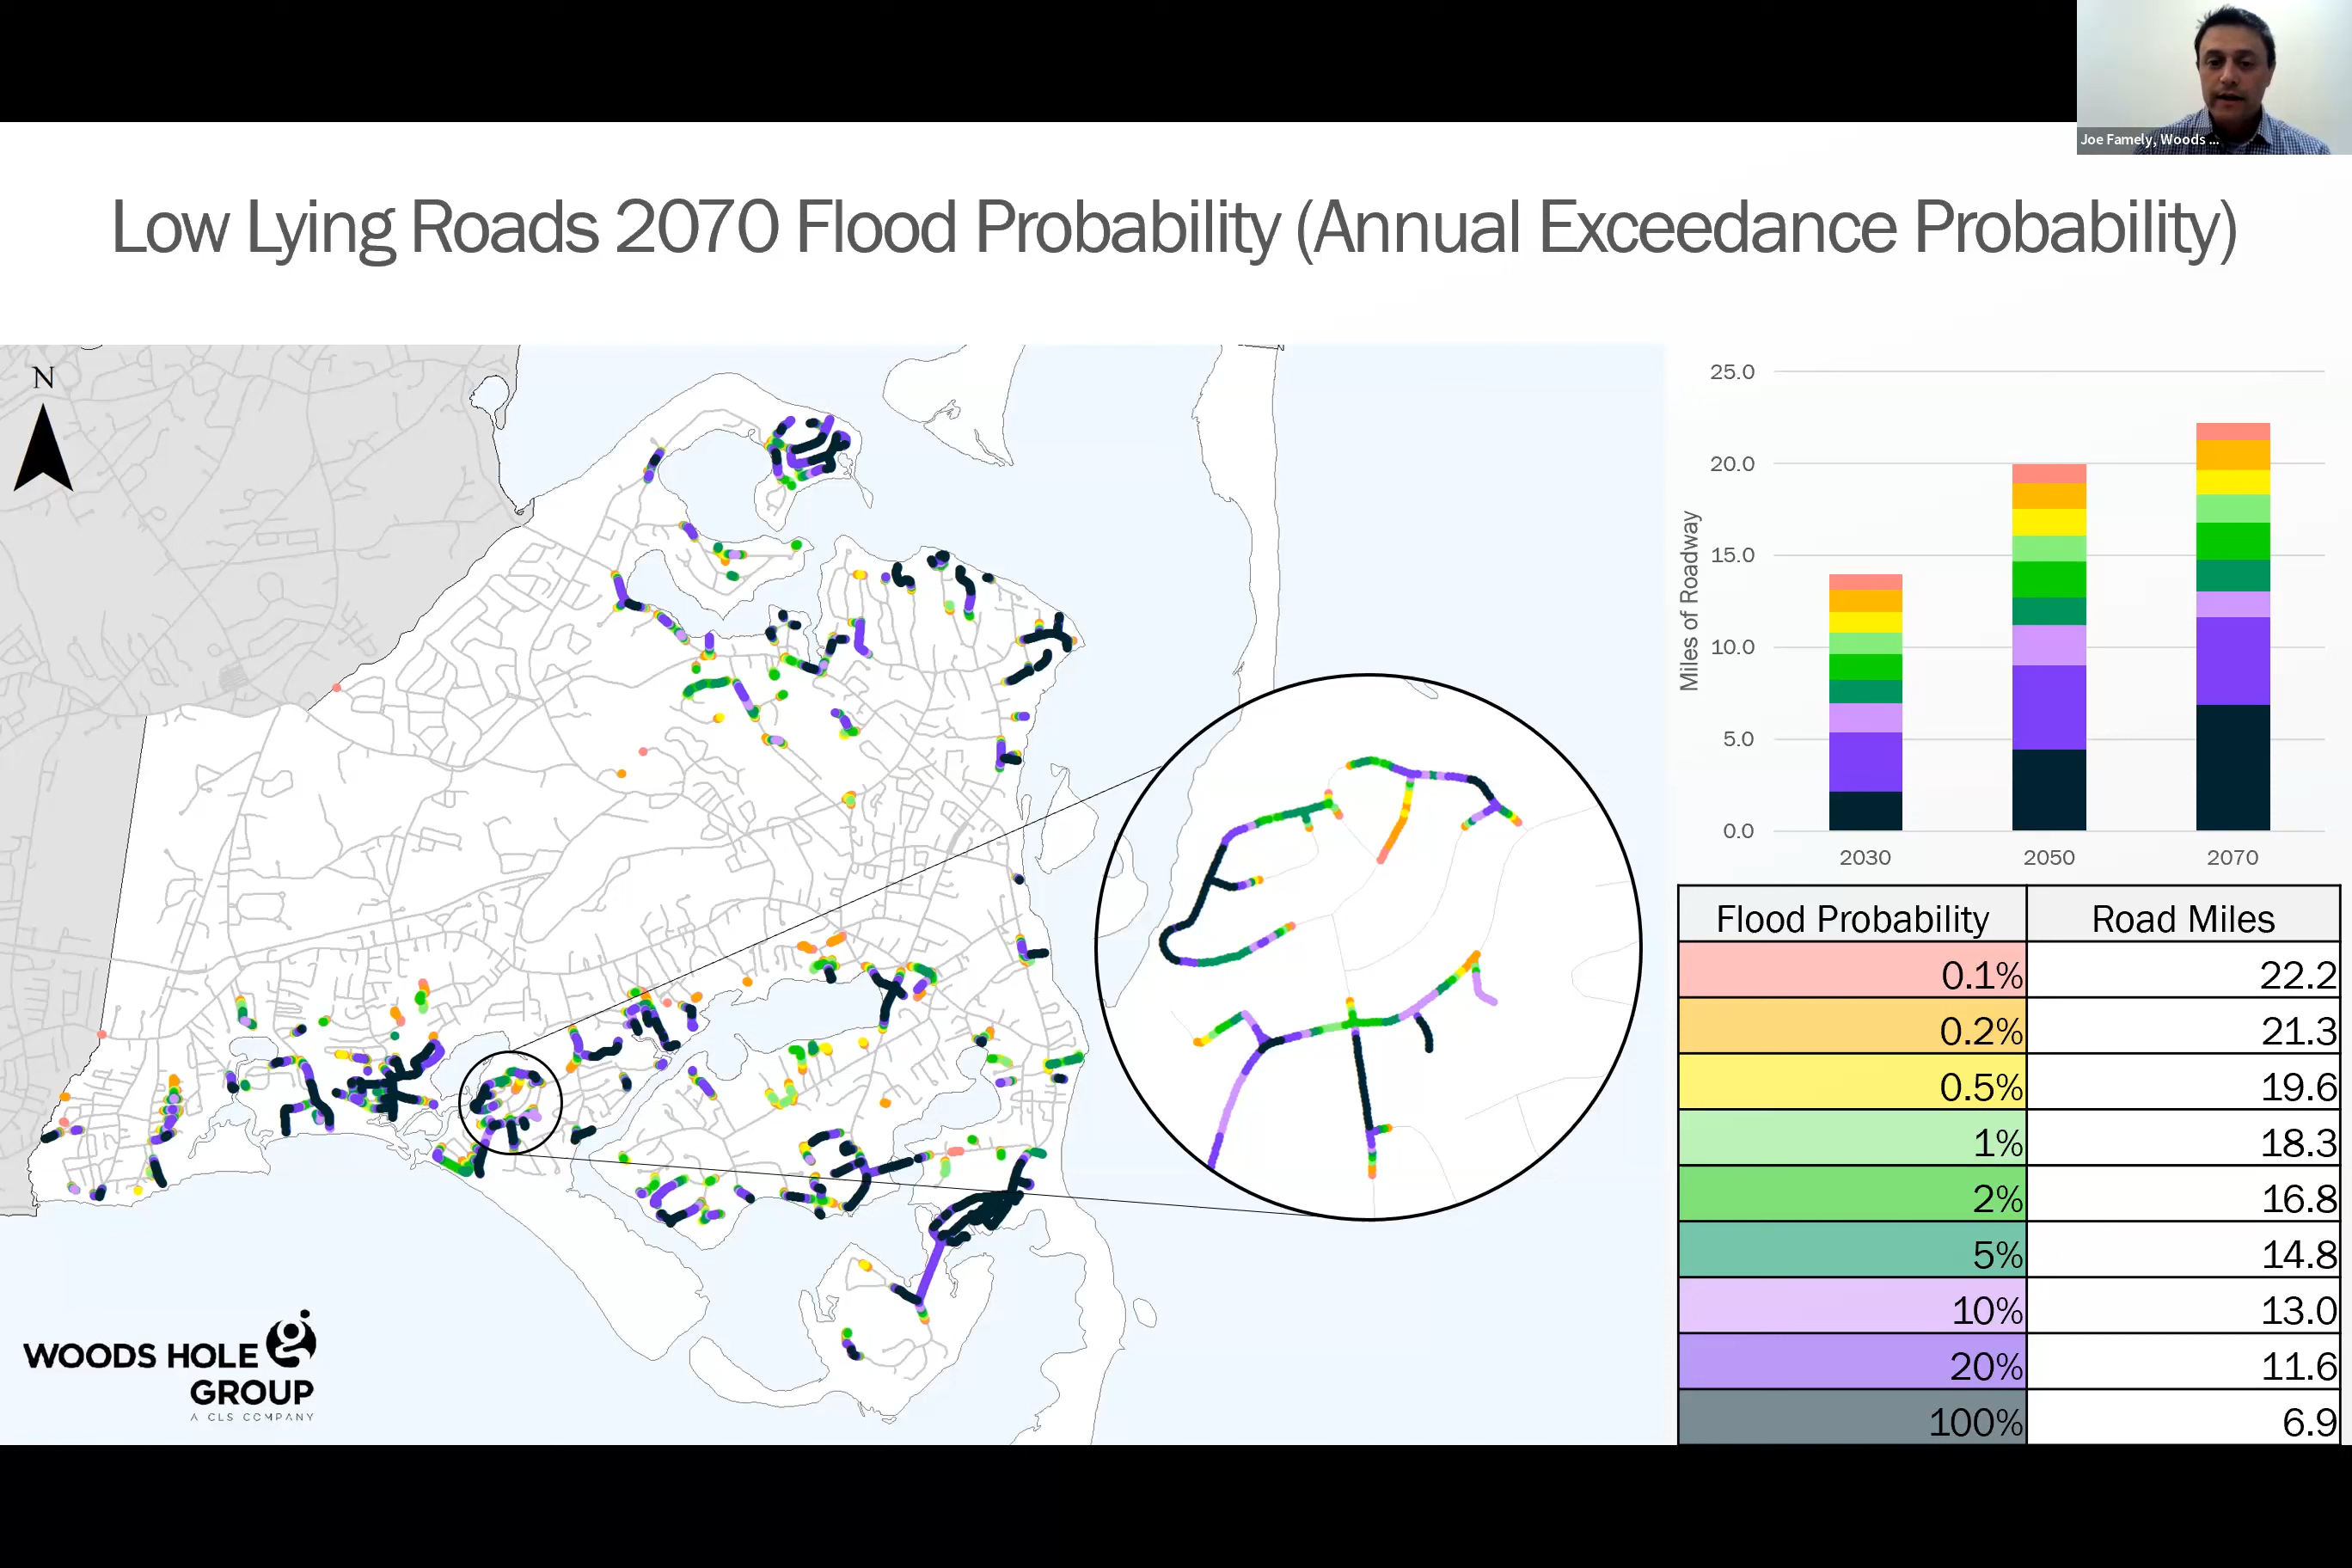 Joe Famely, Woods ...
Low Lying Roads 2070 Flood Probability (Annual Exceedance Probability)
N
N
25.0
20.0
15.0
10.0
5.0
0.0
Miles of Roadway
2030 2050 2070
Flood Probability Road Miles
0.1% 22.2
0.2% 21.3
0.5% 19.6
1% 18.3
2% 16.8
5% 14.8
10% 13.0
20% 11.6
100% 6.9
WOODS HOLE
GROUP
A CLS COMPANY